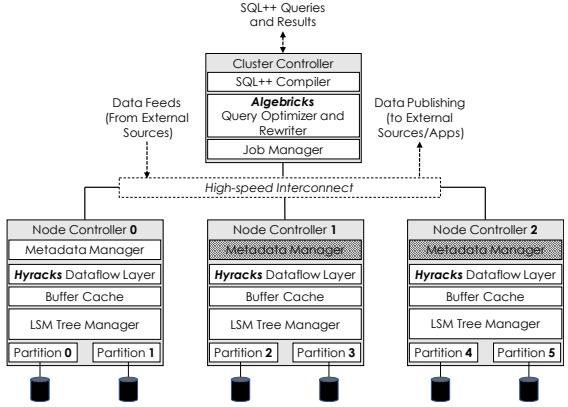 SQL++ Queries
and Results
Cluster Controller
SQL++ Compiler
Algebricks
Query Optimizer and
Rewriter
Job Manager
Data Feeds
(From External
Sources)
Data Publishing
(to External
Sources/Apps)
High-speed Interconnect
Node Controller 0
Metadata Manager
Hyracks Dataflow Layer
Buffer Cache
LSM Tree Manager
Partition 0
Partition 1
Node Controller 1
Metadata Manager
Hyracks Dataflow Layer
Buffer Cache
LSM Tree Manager
Partition 2
Partition 3
Node Controller 2
Metadata Manager
Hyracks Dataflow Layer
Buffer Cache
LSM Tree Manager
Partition 4
Partition 5